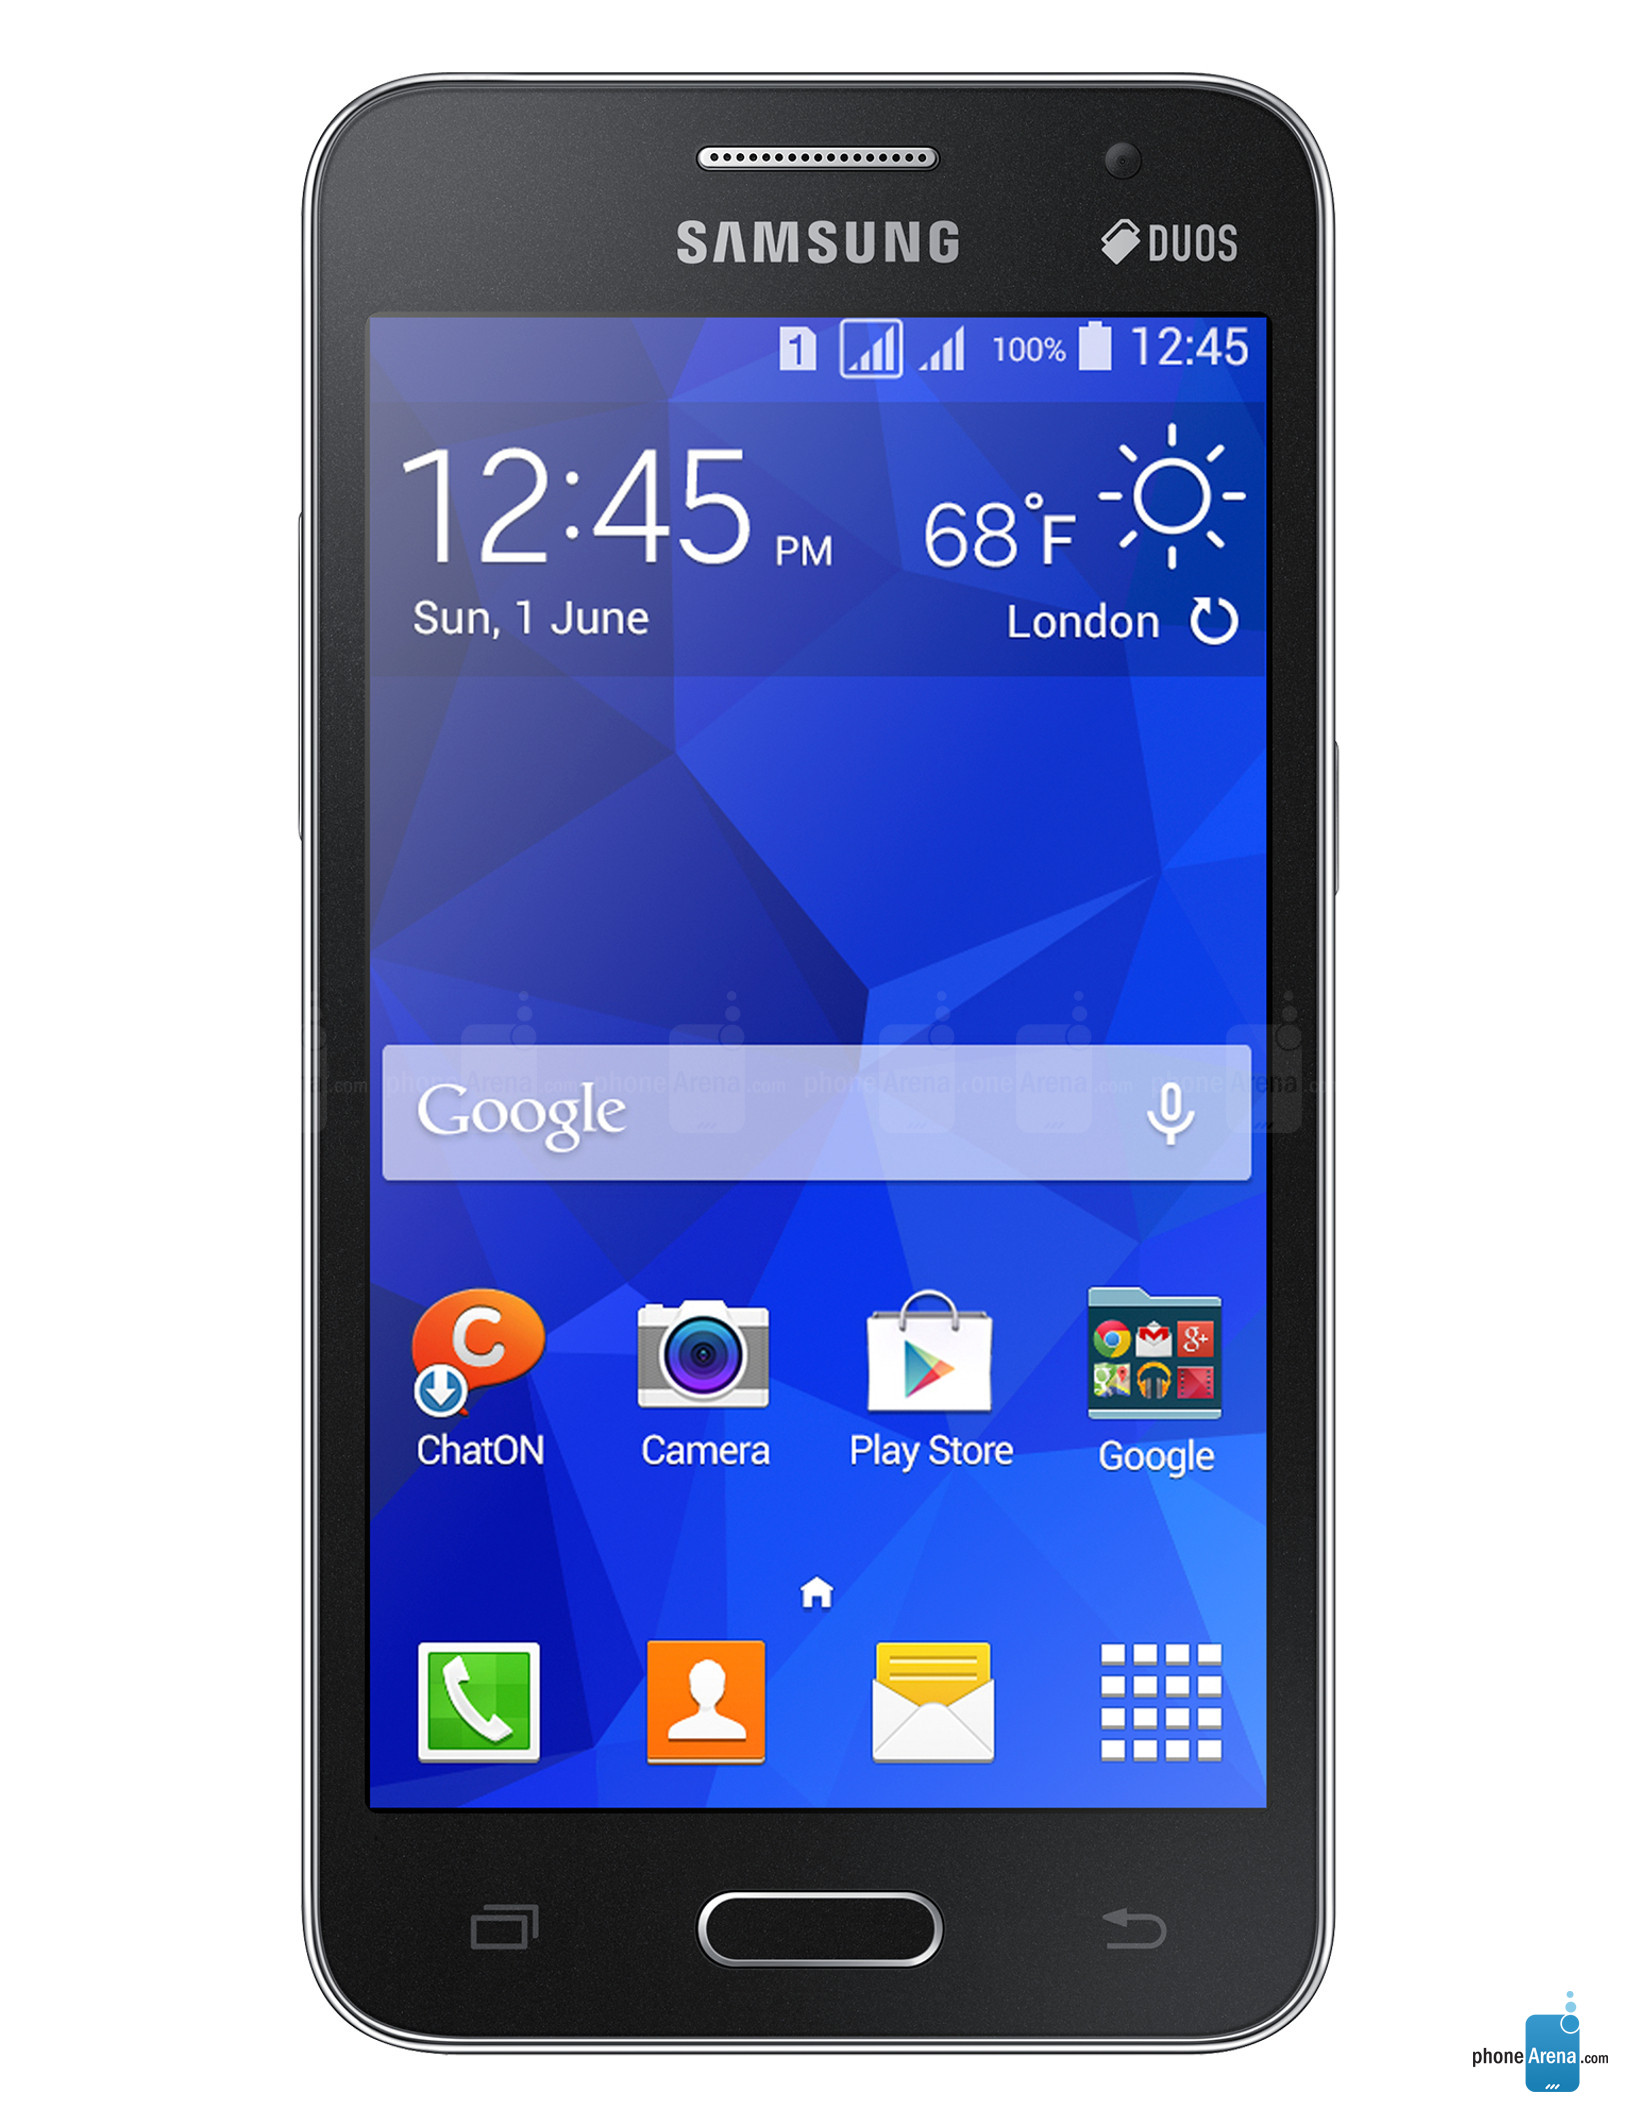 SAMSUNG
DUOS
1 100% 12:45
12:45 PM
68°F
Sun, 1 June
London
Google
ChatON Camera Play Store Google
phoneArena.com